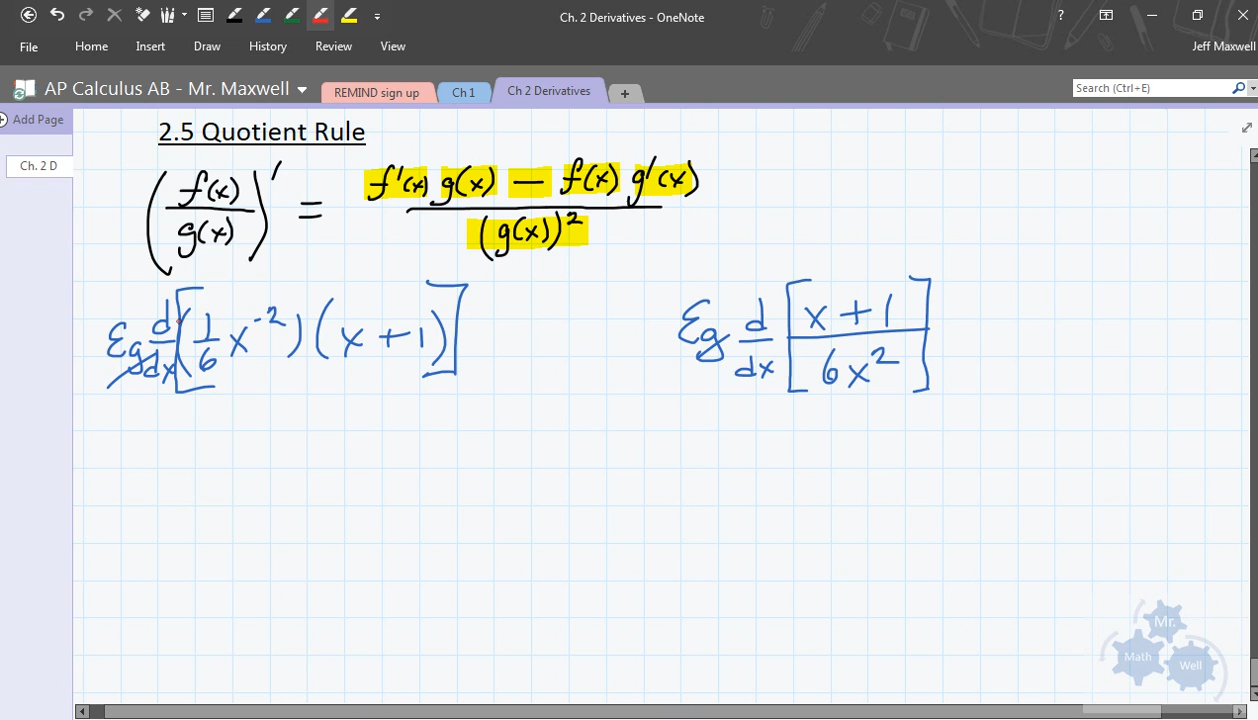 Ch. 2 Derivatives - OneNote
?
File Home Insert Draw History Review View
Jeff Maxwell
AP Calculus AB - Mr. Maxwell
REMIND sign up
Ch 1
Ch 2 Derivatives
Search (Ctrl+E)
Add Page
Ch. 2 D
2.5 Quotient Rule
(f(x)/g(x))' = f'(x) g(x) − f(x) g'(x) / (g(x))²
Eg d/dx [(1/6 x⁻²)(x + 1)]
Eg d/dx [x + 1 / 6x²]
Mr.
Math
Well